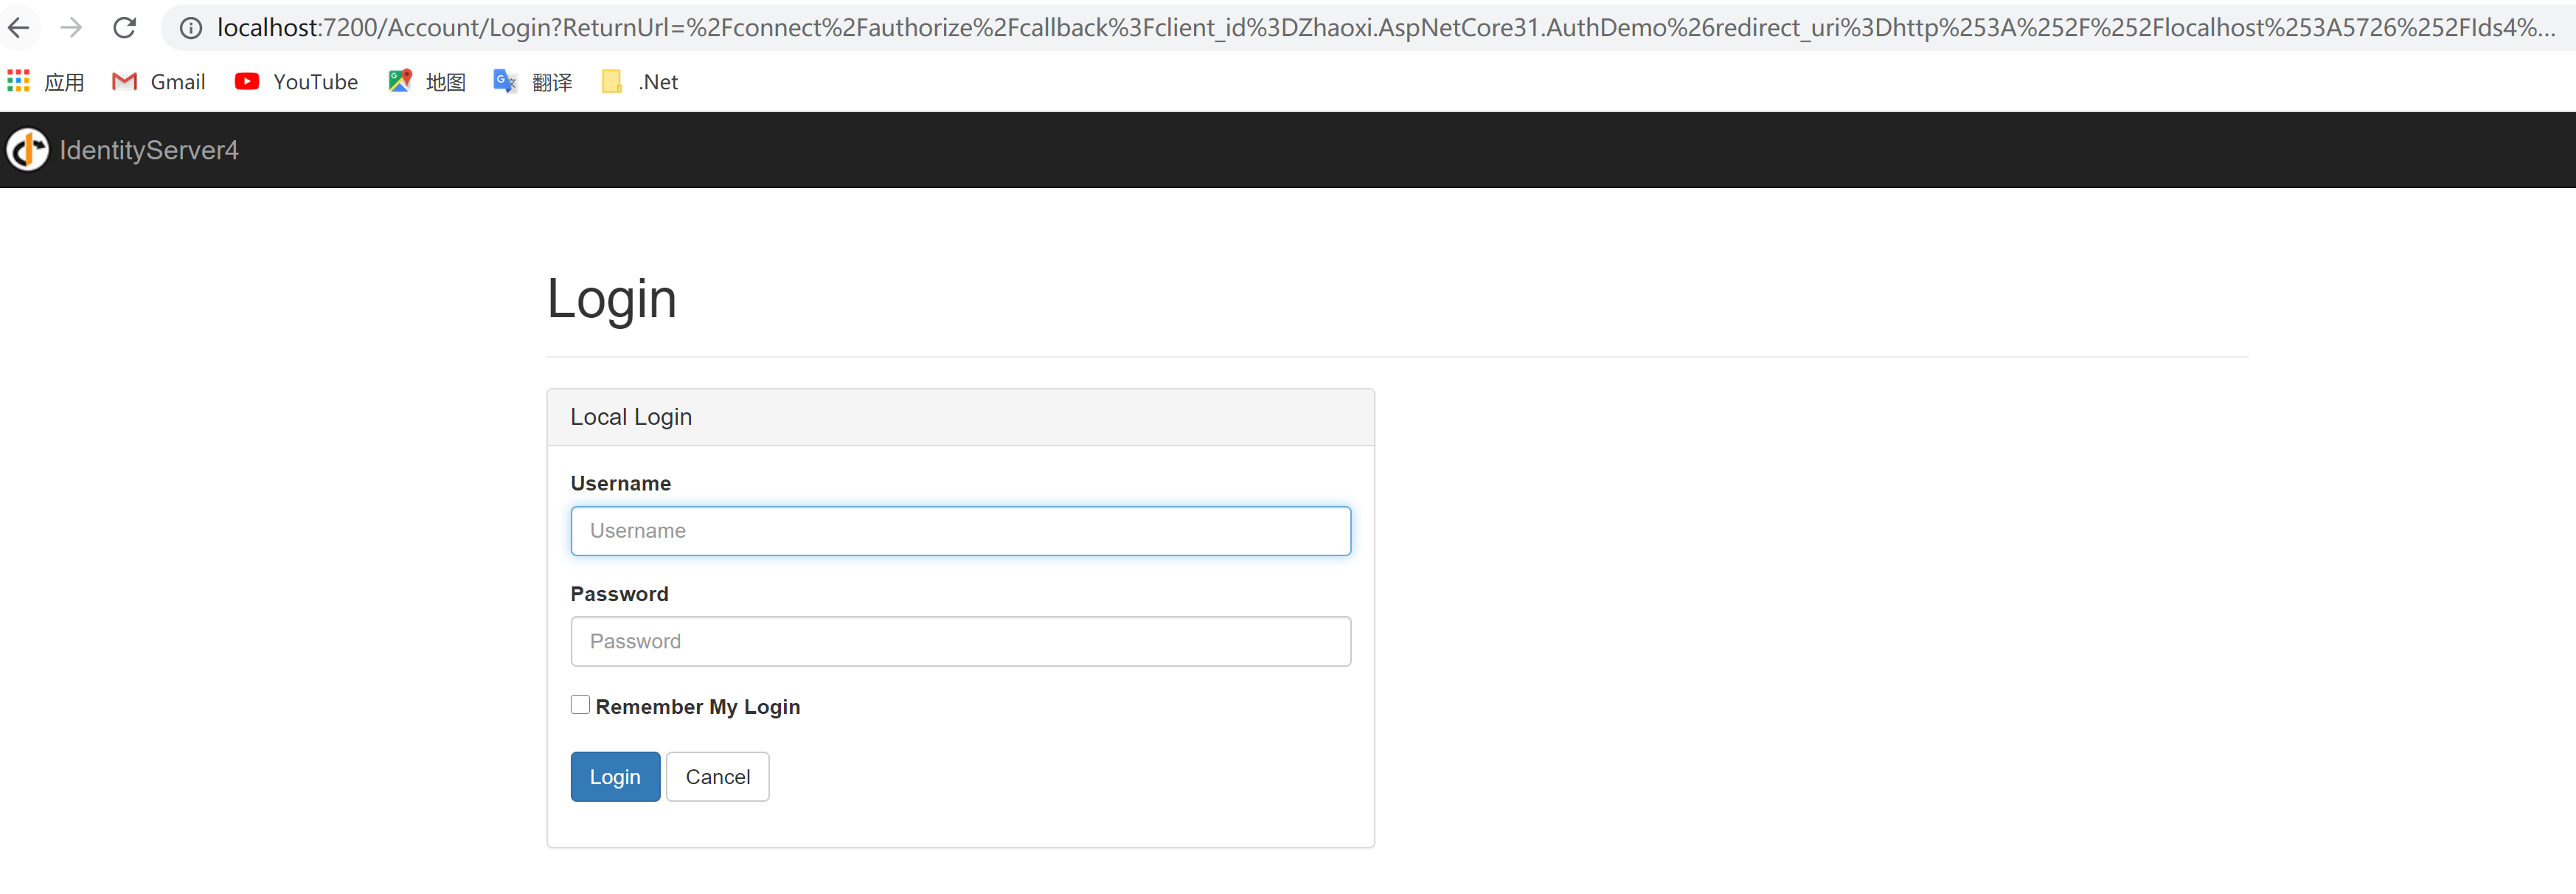 localhost:7200/Account/Login?ReturnUrl=%2Fconnect%2Fauthorize%2Fcallback%3Fclient_id%3DZhaoxi.AspNetCore31.AuthDemo%26redirect_uri%3Dhttp%253A%252F%252Flocalhost%253A5726%252FIds4%...
应用 Gmail YouTube 地图 翻译 .Net
IdentityServer4
Login
Local Login
Username
Username
Password
Password
Remember My Login
Login Cancel